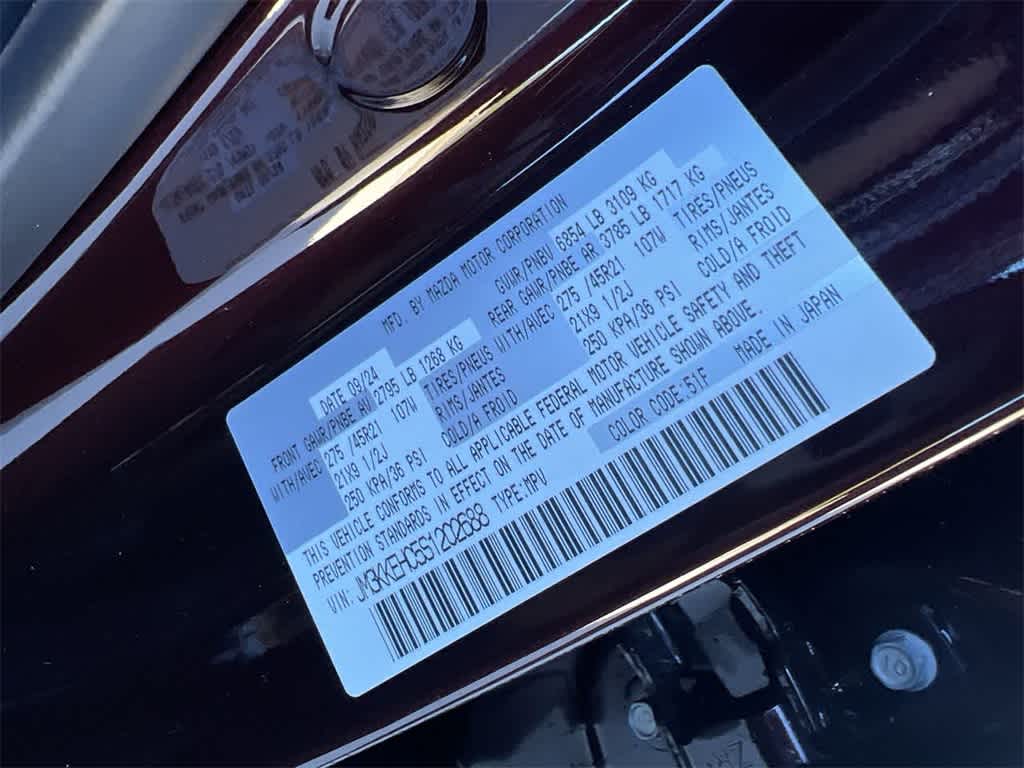 MFD. BY MAZDA MOTOR CORPORATION
DATE 09/24 GVWR/PNBV 6854 LB 3109 KG
FRONT GAWR/PNBE AV 2795 LB 1268 KG REAR GAWR/PNBE AR 3785 LB 1717 KG
WITH/AVEC 275 /45R21 107W TIRES/PNEUS WITH/AVEC 275 /45R21 107W TIRES/PNEUS
21X9 1/2J RIMS/JANTES 21X9 1/2J RIMS/JANTES
250 KPA/36 PSI COLD/A FROID 250 KPA/36 PSI COLD/A FROID
THIS VEHICLE CONFORMS TO ALL APPLICABLE FEDERAL MOTOR VEHICLE SAFETY AND THEFT
PREVENTION STANDARDS IN EFFECT ON THE DATE OF MANUFACTURE SHOWN ABOVE.
VIN: JM3KKEHC5S1202688 TYPE:MPV COLOR CODE:51F MADE IN JAPAN
10